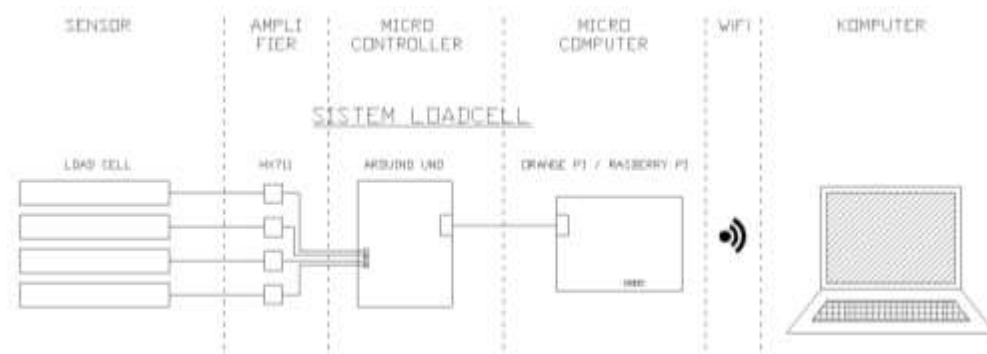 SENSOR
AMPLI
FIER
MICRO
CONTROLLER
MICRO
COMPUTER
WIFI
KOMPUTER
SISTEM LOADCELL
LOAD CELL
HX711
ARDUINO UNO
ORANGE PI / RASBERRY PI